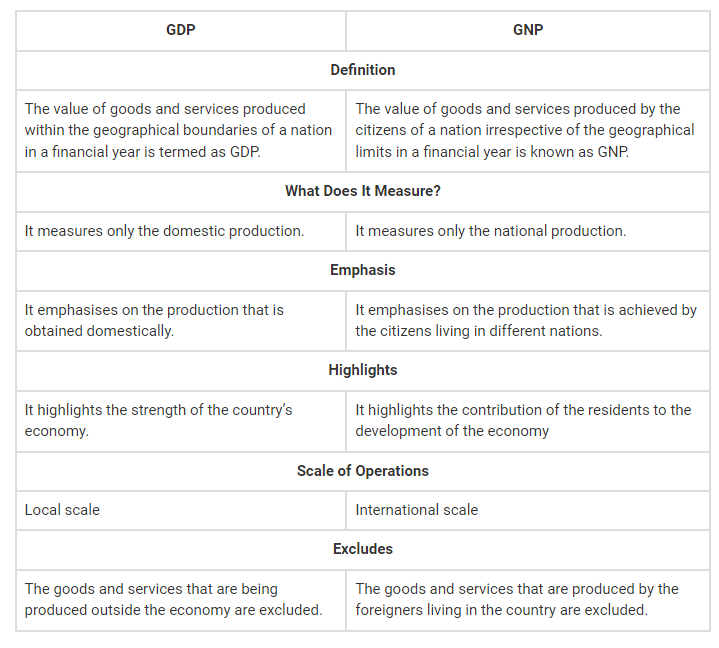 GDP
GNP
Definition
The value of goods and services produced
within the geographical boundaries of a nation
in a financial year is termed as GDP.
The value of goods and services produced by the
citizens of a nation irrespective of the geographical
limits in a financial year is known as GNP.
What Does It Measure?
It measures only the domestic production.
It measures only the national production.
Emphasis
It emphasises on the production that is
obtained domestically.
It emphasises on the production that is achieved by
the citizens living in different nations.
Highlights
It highlights the strength of the country’s
economy.
It highlights the contribution of the residents to the
development of the economy
Scale of Operations
Local scale
International scale
Excludes
The goods and services that are being
produced outside the economy are excluded.
The goods and services that are produced by the
foreigners living in the country are excluded.